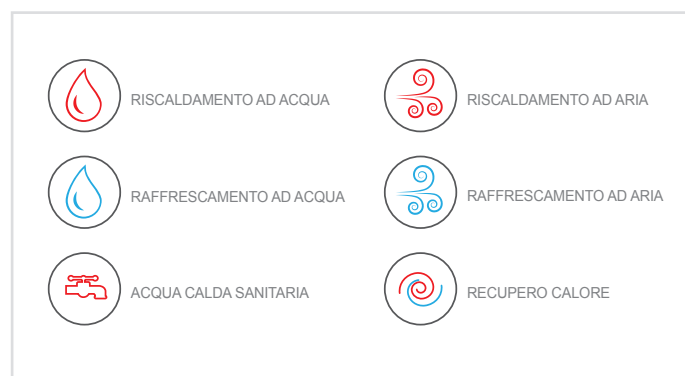 RISCALDAMENTO AD ACQUA
RISCALDAMENTO AD ARIA
RAFFRESCAMENTO AD ACQUA
RAFFRESCAMENTO AD ARIA
ACQUA CALDA SANITARIA
RECUPERO CALORE